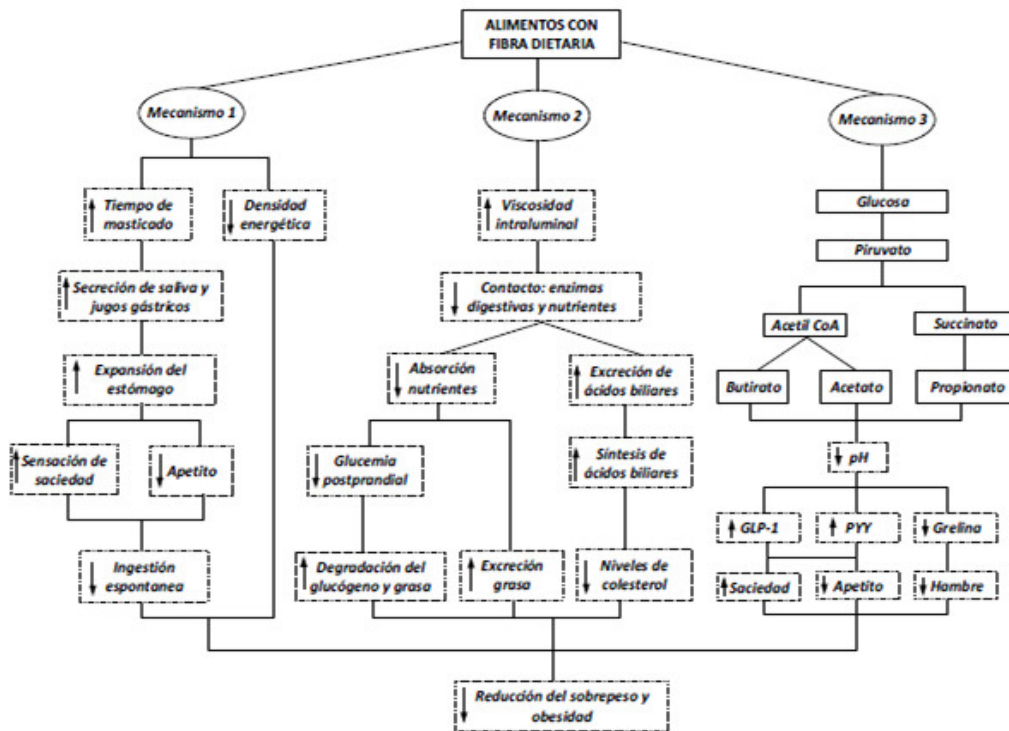 ALIMENTOS CON
FIBRA DIETARIA
Mecanismo 1
Mecanismo 2
Mecanismo 3
Tiempo de
masticado
Densidad
energética
Secreción de saliva y
jugos gástricos
Expansión del
estómago
Sensación de
saciedad
Apetito
Ingestión
espontanea
Viscosidad
intraluminal
Contacto: enzimas
digestivas y nutrientes
Absorción
nutrientes
Excreción de
ácidos biliares
Glucemia
postprandial
Síntesis de
ácidos biliares
Degradación del
glucógeno y grasa
Excreción
grasa
Niveles de
colesterol
Glucosa
Piruvato
Acetil CoA
Succinato
Butirato
Acetato
Propionato
pH
GLP-1
PYY
Grelina
Saciedad
Apetito
Hambre
Reducción del sobrepeso y
obesidad